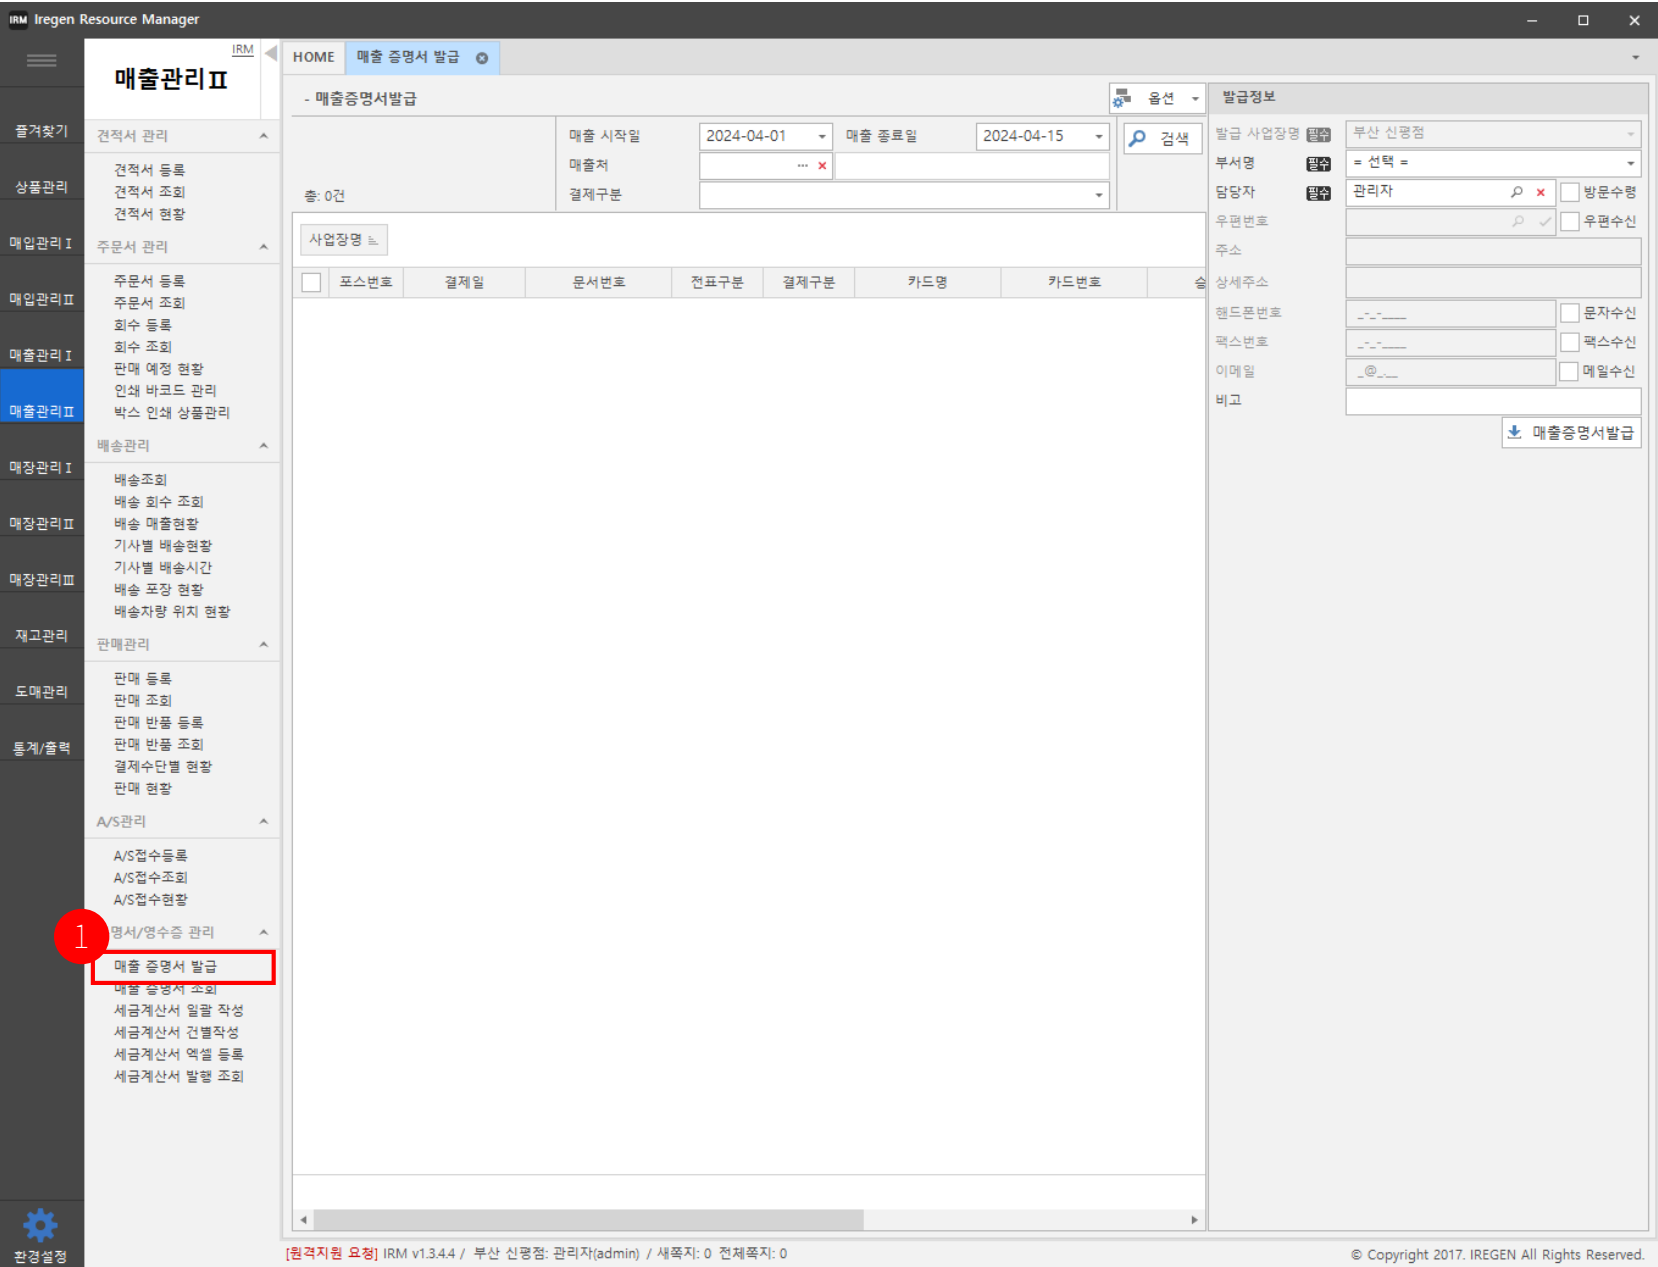 IRM Iregen Resource Manager
즐겨찾기
상품관리
매입관리 I
매입관리 II
매출관리 I
매출관리 II
매장관리 I
매장관리 II
매장관리 III
재고관리
도매관리
통계/출력
환경설정
IRM
매출관리 II
견적서 관리
견적서 등록
견적서 조회
견적서 현황
주문서 관리
주문서 등록
주문서 조회
회수 등록
회수 조회
판매 예정 현황
인쇄 바코드 관리
박스 인쇄 상품관리
배송관리
배송조회
배송 회수 조회
배송 매출현황
기사별 배송현황
기사별 배송시간
배송 포장 현황
배송차량 위치 현황
판매관리
판매 등록
판매 조회
판매 반품 등록
판매 반품 조회
결제수단별 현황
판매 현황
A/S관리
A/S접수등록
A/S접수조회
A/S접수현황
1
명서/영수증 관리
매출 증명서 발급
매출 증명서 조회
세금계산서 일괄 작성
세금계산서 건별작성
세금계산서 엑셀 등록
세금계산서 발행 조회
HOME 매출 증명서 발급
- 매출증명서발급 옵션
매출 시작일 2024-04-01 매출 종료일 2024-04-15 검색
매출처 ···
총: 0건 결제구분
사업장명
포스번호 결제일 문서번호 전표구분 결제구분 카드명 카드번호 승
발급정보
발급 사업장명 필수 부산 신평점
부서명 필수 = 선택 =
담당자 필수 관리자 방문수령
우편번호 우편수신
주소
상세주소
핸드폰번호 _-_-____ 문자수신
팩스번호 _-_-____ 팩스수신
이메일 _@_.__ 메일수신
비고
매출증명서발급
[원격지원 요청] IRM v1.3.4.4 / 부산 신평점: 관리자(admin) / 새쪽지: 0 전체쪽지: 0
© Copyright 2017. IREGEN All Rights Reserved.